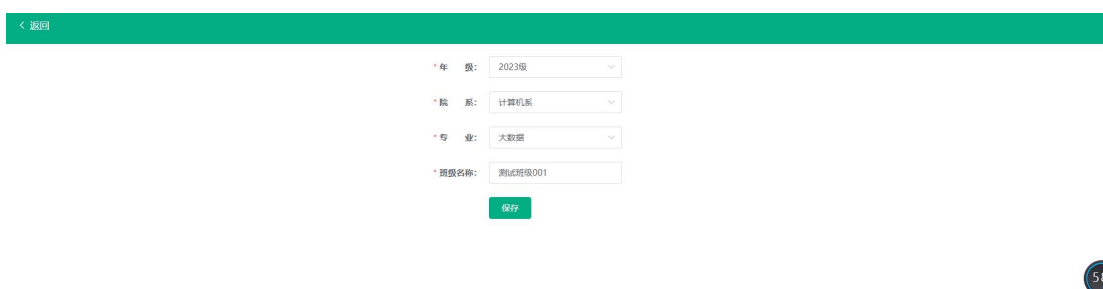 < 返回
* 年 级: 2023级
* 院 系: 计算机系
* 专 业: 大数据
* 班级名称: 测试班级001
保存